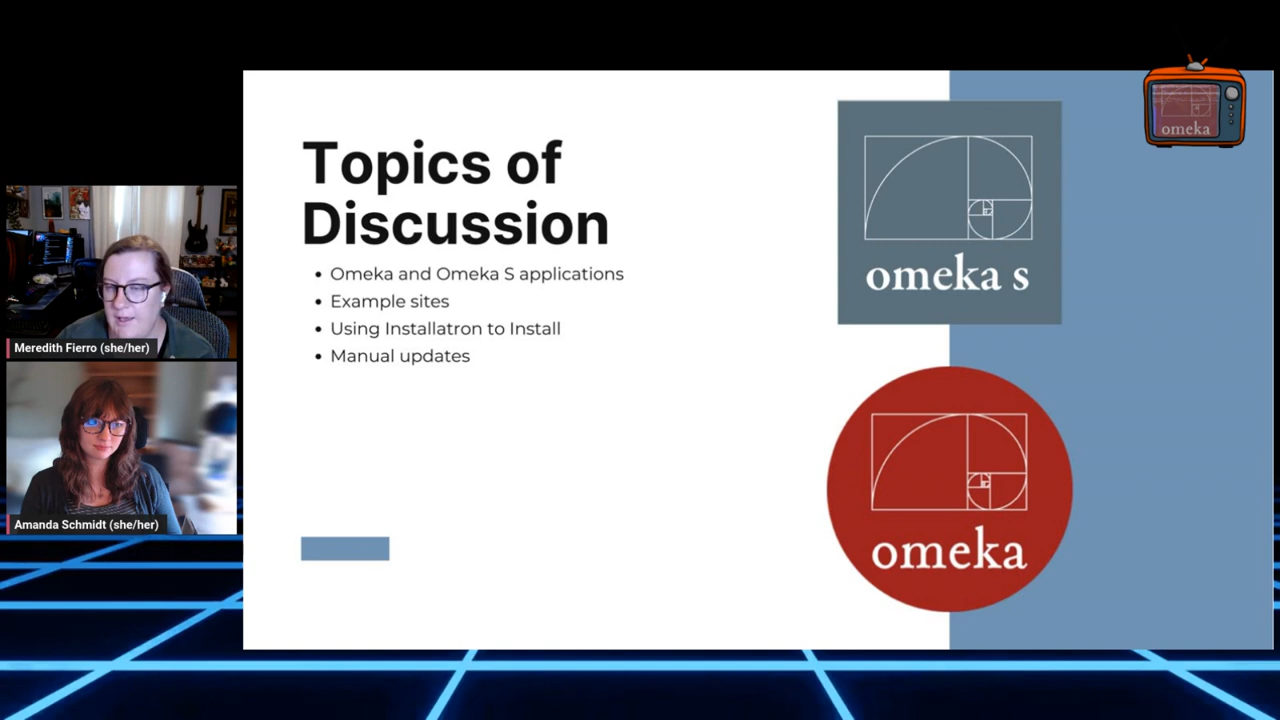 Topics of
Discussion
Omeka and Omeka S applications
Example sites
Using Installatron to Install
Manual updates
omeka s
omeka
omeka
Meredith Fierro (she/her)
Amanda Schmidt (she/her)